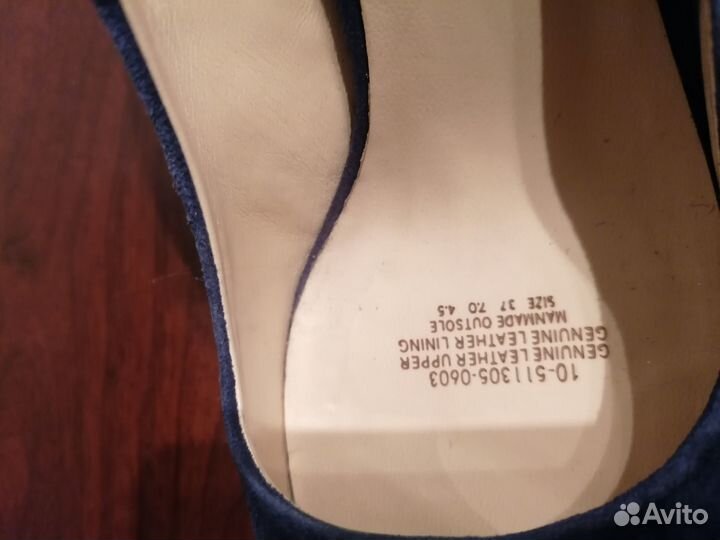 10-511305-0603
GENUINE LEATHER UPPER
GENUINE LEATHER LINING
MANMADE OUTSOLE
SIZE 37 7.0 4.5
Avito